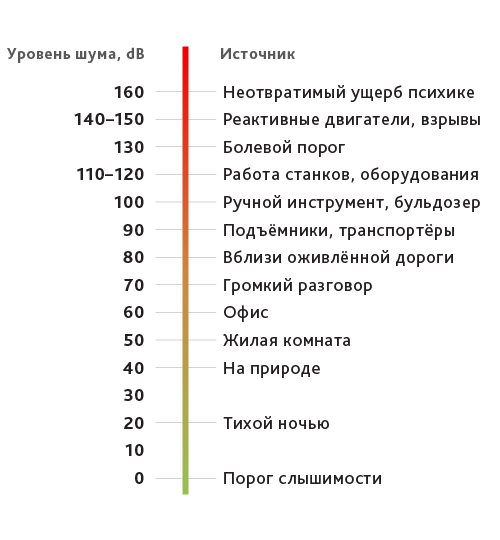 Уровень шума, dB Источник
160 Неотвратимый ущерб психике
140–150 Реактивные двигатели, взрывы
130 Болевой порог
110–120 Работа станков, оборудования
100 Ручной инструмент, бульдозер
90 Подъёмники, транспортёры
80 Вблизи оживлённой дороги
70 Громкий разговор
60 Офис
50 Жилая комната
40 На природе
30
20 Тихой ночью
10
0 Порог слышимости